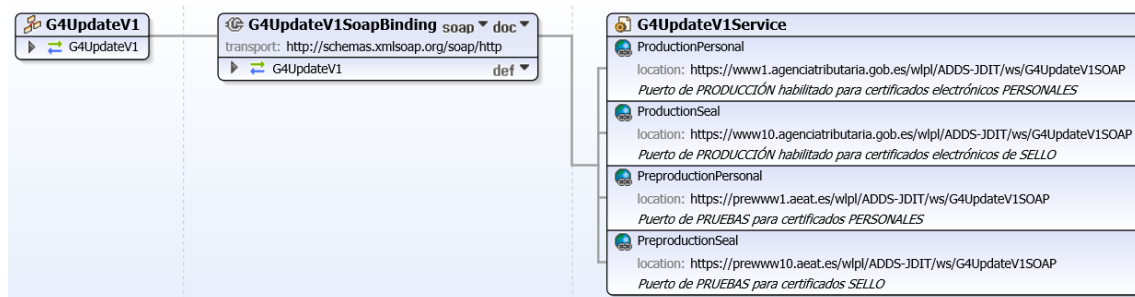 G4UpdateV1
G4UpdateV1
G4UpdateV1SoapBinding soap doc
transport: http://schemas.xmlsoap.org/soap/http
G4UpdateV1 def
G4UpdateV1Service
ProductionPersonal
location: https://www1.agenciatributaria.gob.es/wlpl/ADDS-JDIT/ws/G4UpdateV1SOAP
Puerto de PRODUCCIÓN habilitado para certificados electrónicos PERSONALES
ProductionSeal
location: https://www10.agenciatributaria.gob.es/wlpl/ADDS-JDIT/ws/G4UpdateV1SOAP
Puerto de PRODUCCIÓN habilitado para certificados electrónicos de SELLO
PreproductionPersonal
location: https://prewww1.aeat.es/wlpl/ADDS-JDIT/ws/G4UpdateV1SOAP
Puerto de PRUEBAS para certificados PERSONALES
PreproductionSeal
location: https://prewww10.aeat.es/wlpl/ADDS-JDIT/ws/G4UpdateV1SOAP
Puerto de PRUEBAS para certificados SELLO